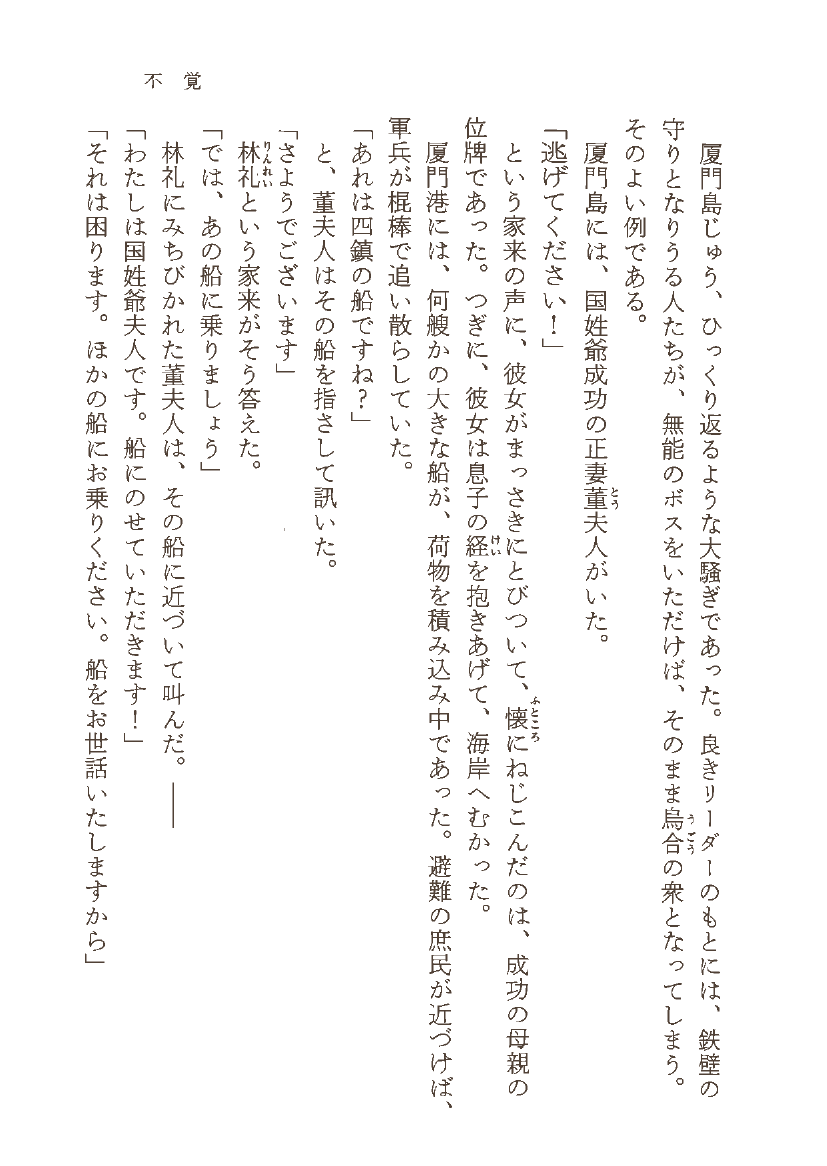 不覚
厦門島じゅう、ひっくり返るような大騒ぎであった。良きリーダーのもとには、鉄壁の
守りとなりうる人たちが、無能のボスをいただけば、そのまま烏合の衆となってしまう。
そのよい例である。
厦門島には、国姓爺成功の正妻董夫人がいた。
「逃げてください！」
という家来の声に、彼女がまっさきにとびついて、懐にねじこんだのは、成功の母親の
位牌であった。つぎに、彼女は息子の経を抱きあげて、海岸へむかった。
厦門港には、何艘かの大きな船が、荷物を積み込み中であった。避難の庶民が近づけば、
軍兵が棍棒で追い散らしていた。
「あれは四鎮の船ですね？」
と、董夫人はその船を指さして訊いた。
「さようでございます」
林礼という家来がそう答えた。
「では、あの船に乗りましょう」
林礼にみちびかれた董夫人は、その船に近づいて叫んだ。――
「わたしは国姓爺夫人です。船にのせていただきます！」
「それは困ります。ほかの船にお乗りください。船をお世話いたしますから」